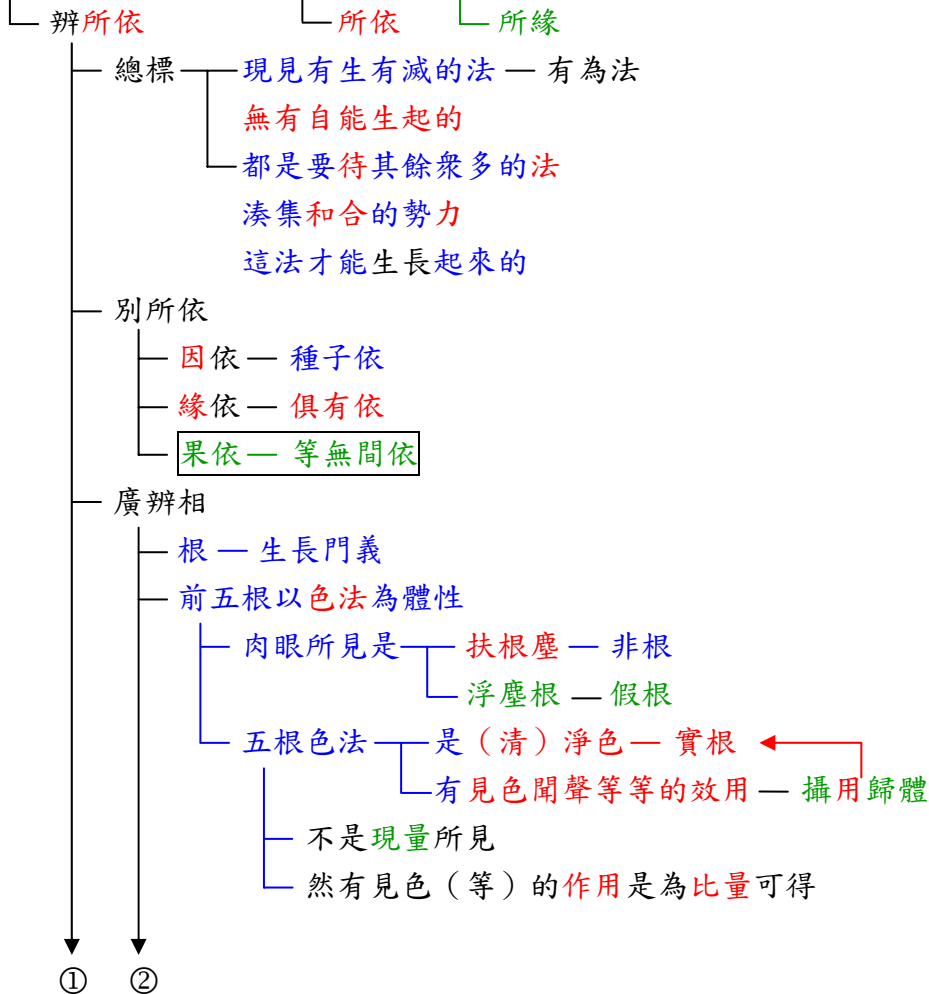 辨所依 所依 所緣
總標 現見有生有滅的法 — 有為法
無有自能生起的
都是要待其餘衆多的法
湊集和合的勢力
這法才能生長起來的
別所依
因依 — 種子依
緣依 — 俱有依
果依 — 等無間依
廣辨相
根 — 生長門義
前五根以色法為體性
肉眼所見是 扶根塵 — 非根
浮塵根 — 假根
五根色法 是（清）淨色 — 實根
有見色聞聲等等的效用 — 攝用歸體
不是現量所見
然有見色（等）的作用是為比量可得
① ②